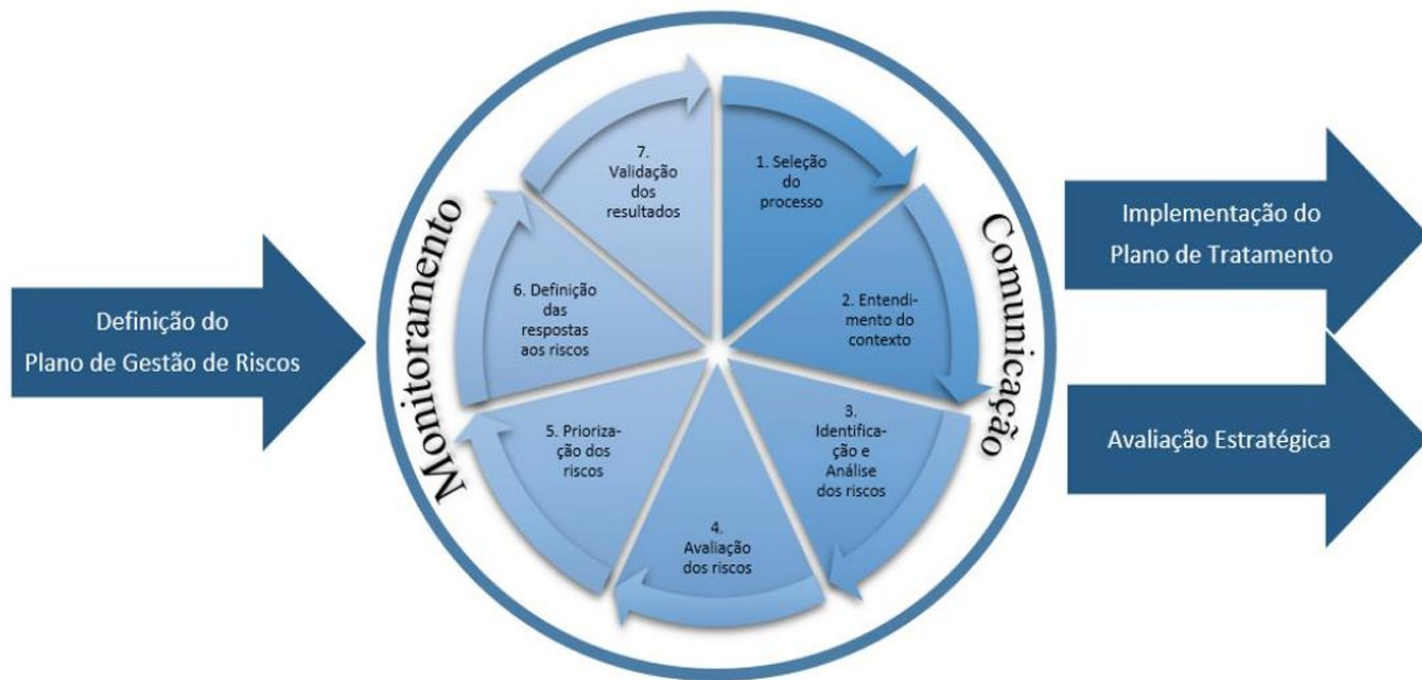 Definição do
Plano de Gestão de Riscos
Monitoramento
7.
Validação
dos
resultados
1. Seleção
do
processo
6. Definição
das
respostas
aos riscos
2. Entendi-
mento do
contexto
5. Prioriza-
ção dos
riscos
3.
Identifica-
ção e
Análise
dos riscos
4.
Avaliação
dos riscos
Comunicação
Implementação do
Plano de Tratamento
Avaliação Estratégica